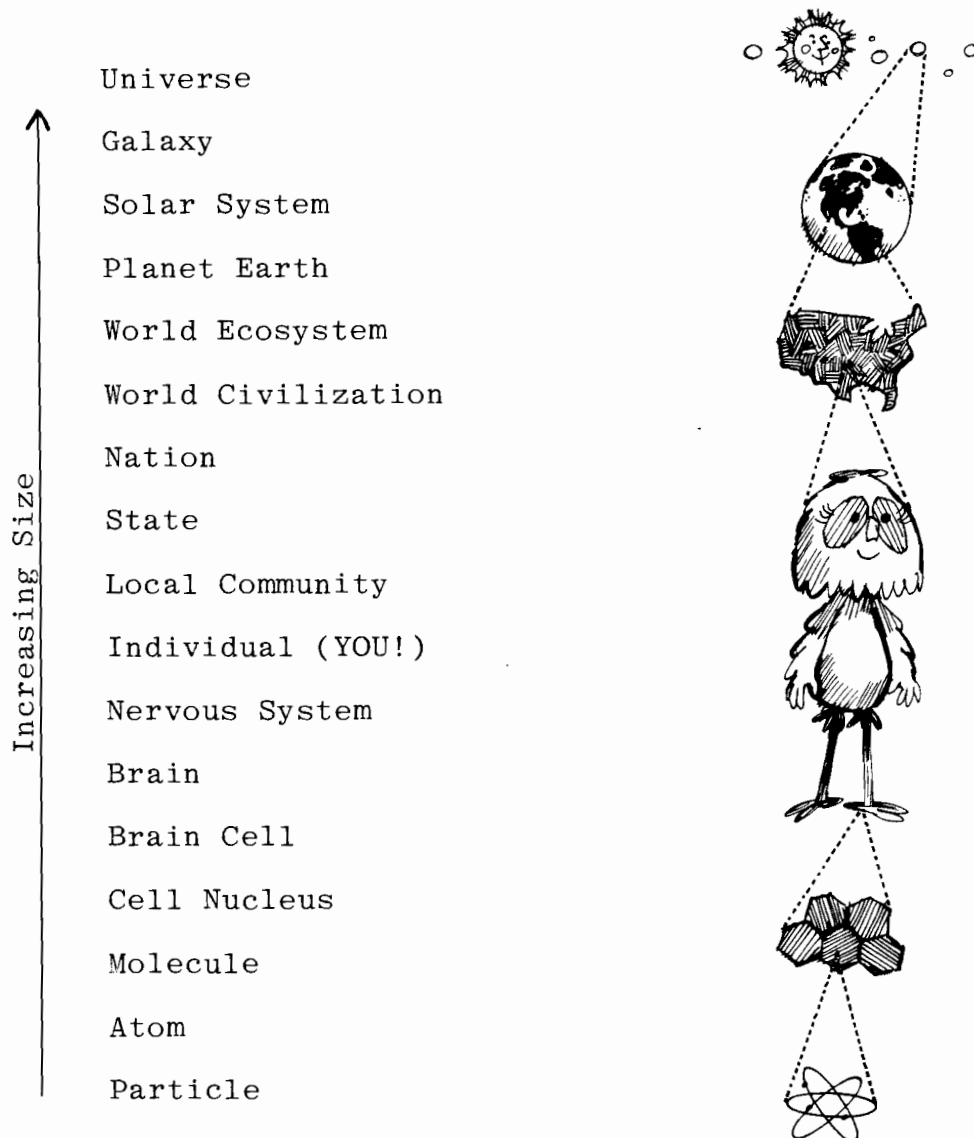 Universe
Galaxy
Solar System
Planet Earth
World Ecosystem
World Civilization
Nation
State
Local Community
Individual (YOU!)
Nervous System
Brain
Brain Cell
Cell Nucleus
Molecule
Atom
Particle
Increasing Size